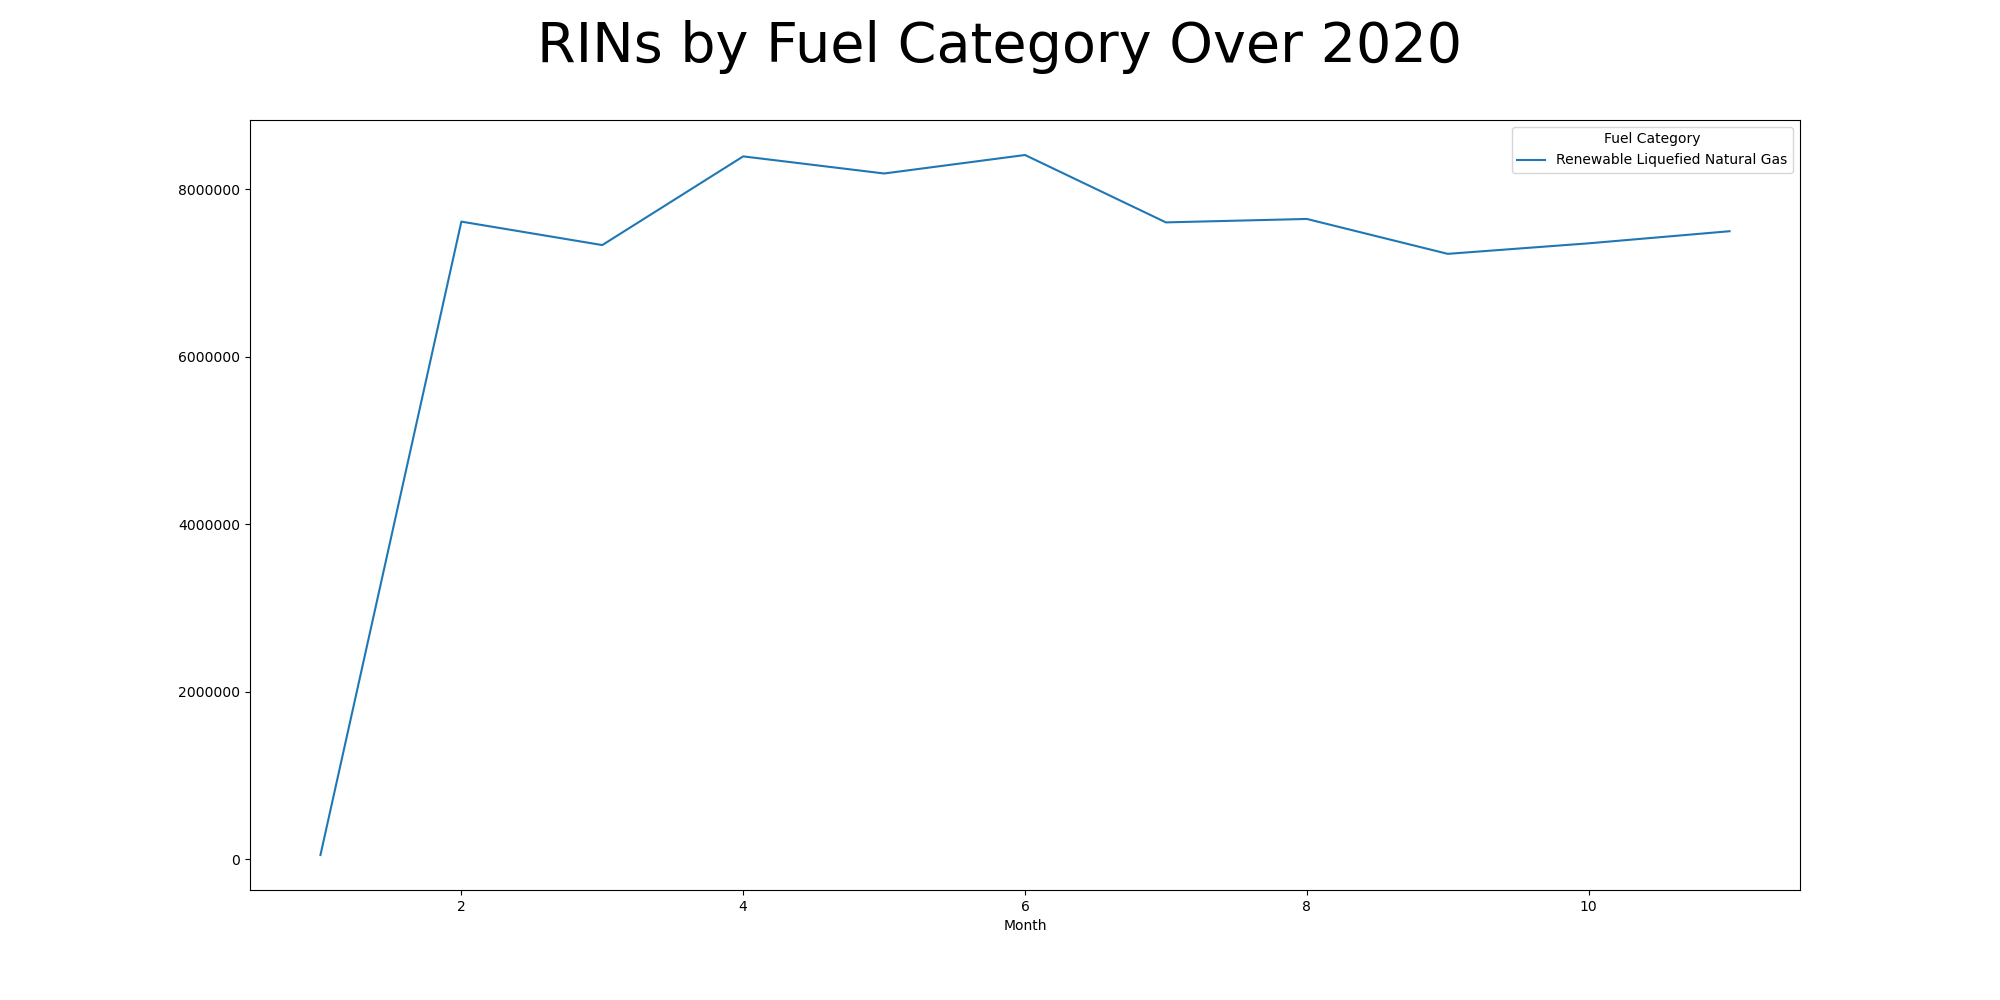 RINs by Fuel Category Over 2020
Fuel Category
Renewable Liquefied Natural Gas
8000000
6000000
4000000
2000000
0
2 4 6 8 10
Month